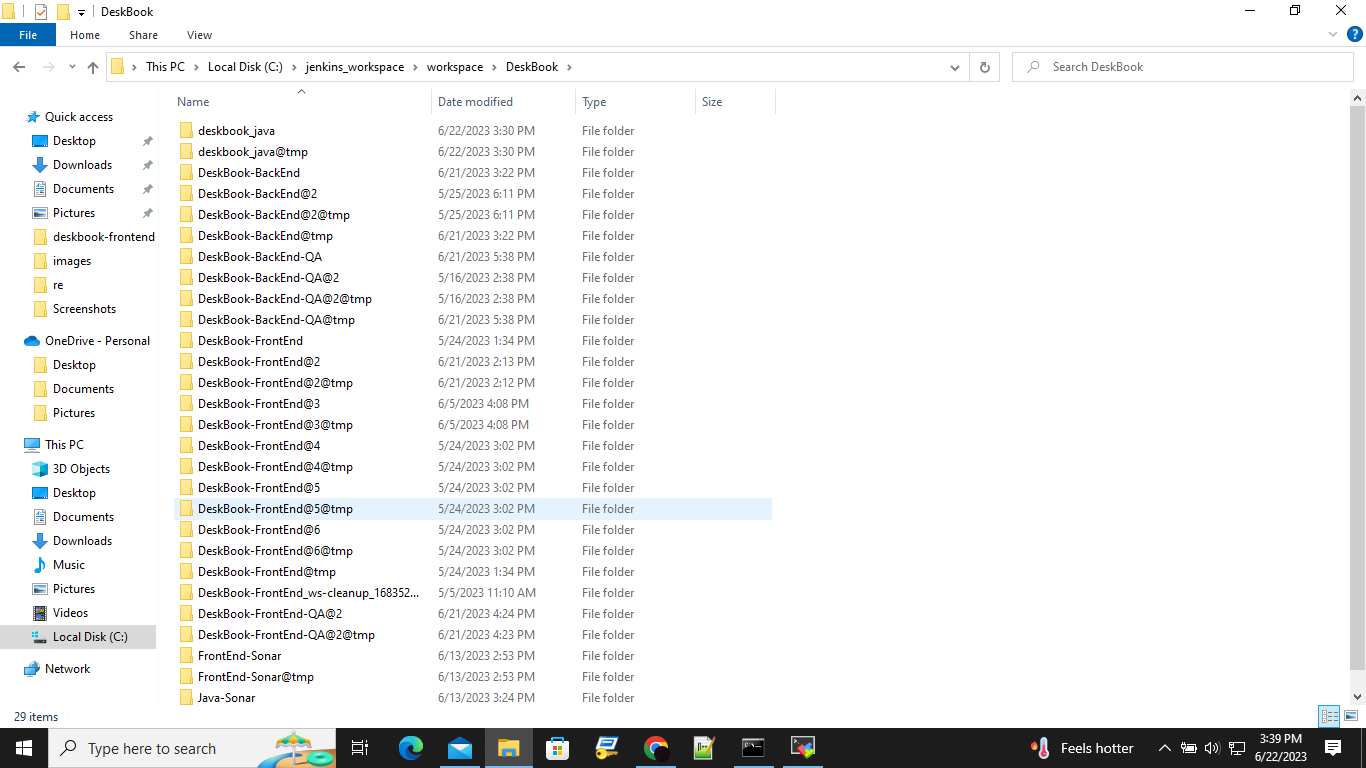 DeskBook
File Home Share View
This PC Local Disk (C:) jenkins_workspace workspace DeskBook
Search DeskBook
Name Date modified Type Size
Quick access
Desktop
Downloads
Documents
Pictures
deskbook-frontend
images
re
Screenshots
OneDrive - Personal
Desktop
Documents
Pictures
This PC
3D Objects
Desktop
Documents
Downloads
Music
Pictures
Videos
Local Disk (C:)
Network
deskbook_java 6/22/2023 3:30 PM File folder
deskbook_java@tmp 6/22/2023 3:30 PM File folder
DeskBook-BackEnd 6/21/2023 3:22 PM File folder
DeskBook-BackEnd@2 5/25/2023 6:11 PM File folder
DeskBook-BackEnd@2@tmp 5/25/2023 6:11 PM File folder
DeskBook-BackEnd@tmp 6/21/2023 3:22 PM File folder
DeskBook-BackEnd-QA 6/21/2023 5:38 PM File folder
DeskBook-BackEnd-QA@2 5/16/2023 2:38 PM File folder
DeskBook-BackEnd-QA@2@tmp 5/16/2023 2:38 PM File folder
DeskBook-BackEnd-QA@tmp 6/21/2023 5:38 PM File folder
DeskBook-FrontEnd 5/24/2023 1:34 PM File folder
DeskBook-FrontEnd@2 6/21/2023 2:13 PM File folder
DeskBook-FrontEnd@2@tmp 6/21/2023 2:12 PM File folder
DeskBook-FrontEnd@3 6/5/2023 4:08 PM File folder
DeskBook-FrontEnd@3@tmp 6/5/2023 4:08 PM File folder
DeskBook-FrontEnd@4 5/24/2023 3:02 PM File folder
DeskBook-FrontEnd@4@tmp 5/24/2023 3:02 PM File folder
DeskBook-FrontEnd@5 5/24/2023 3:02 PM File folder
DeskBook-FrontEnd@5@tmp 5/24/2023 3:02 PM File folder
DeskBook-FrontEnd@6 5/24/2023 3:02 PM File folder
DeskBook-FrontEnd@6@tmp 5/24/2023 3:02 PM File folder
DeskBook-FrontEnd@tmp 5/24/2023 1:34 PM File folder
DeskBook-FrontEnd_ws-cleanup_168352... 5/5/2023 11:10 AM File folder
DeskBook-FrontEnd-QA@2 6/21/2023 4:24 PM File folder
DeskBook-FrontEnd-QA@2@tmp 6/21/2023 4:23 PM File folder
FrontEnd-Sonar 6/13/2023 2:53 PM File folder
FrontEnd-Sonar@tmp 6/13/2023 2:53 PM File folder
Java-Sonar 6/13/2023 3:24 PM File folder
29 items
Type here to search
Feels hotter
3:39 PM
6/22/2023